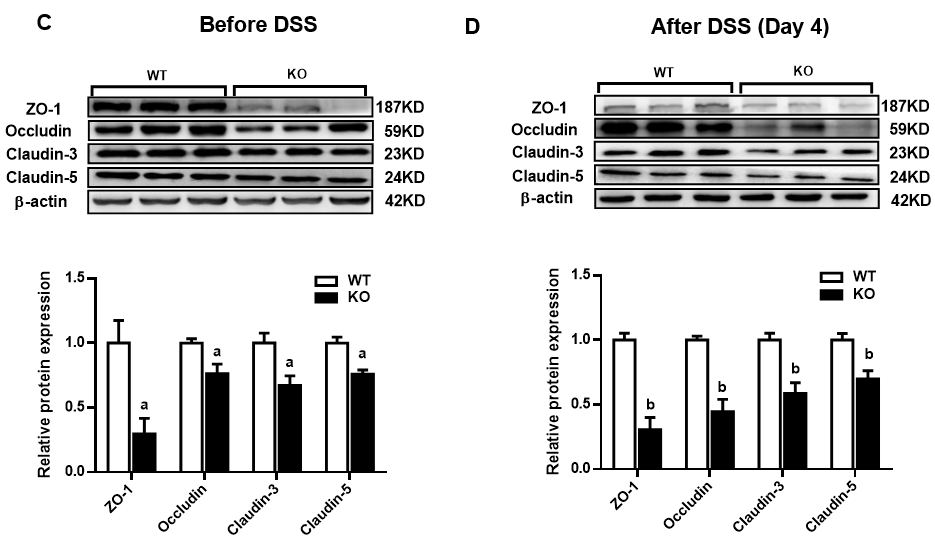 C Before DSS
WT KO
ZO-1 187KD
Occludin 59KD
Claudin-3 23KD
Claudin-5 24KD
β-actin 42KD
Relative protein expression
1.5
1.0
0.5
0.0
WT
KO
a a a a
ZO-1 Occludin Claudin-3 Claudin-5
D After DSS (Day 4)
WT KO
ZO-1 187KD
Occludin 59KD
Claudin-3 23KD
Claudin-5 24KD
β-actin 42KD
Relative protein expression
1.5
1.0
0.5
0.0
WT
KO
b b b b
ZO-1 Occludin Claudin-3 Claudin-5